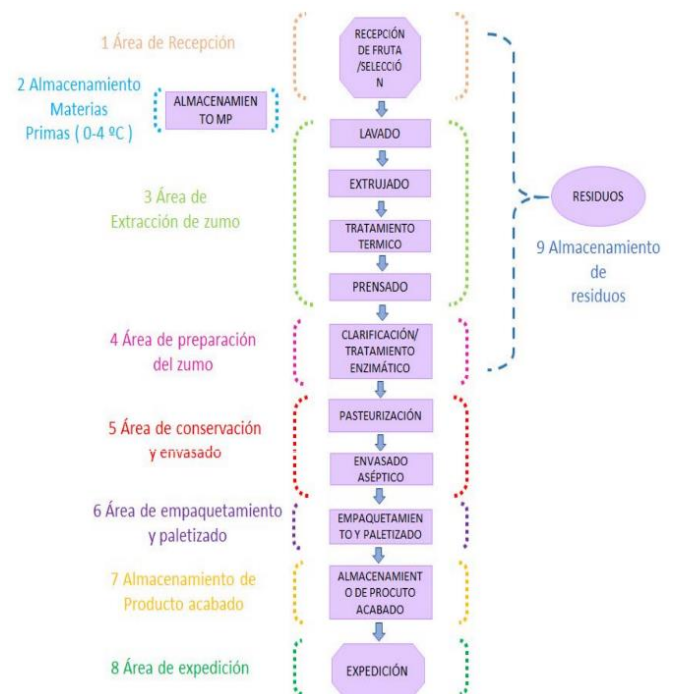 1 Área de Recepción
RECEPCIÓN
DE FRUTA
/SELECCIÓ
N
2 Almacenamiento
Materias
Primas ( 0-4 ºC )
ALMACENAMIEN
TO MP
LAVADO
EXTRUJADO
3 Área de
Extracción de zumo
TRATAMIENTO
TERMICO
PRENSADO
RESIDUOS
9 Almacenamiento
de
residuos
4 Área de preparación
del zumo
CLARIFICACIÓN/
TRATAMIENTO
ENZIMÁTICO
5 Área de conservación
y envasado
PASTEURIZACIÓN
ENVASADO
ASÉPTICO
6 Área de empaquetamiento
y paletizado
EMPAQUETAMIEN
TO Y PALETIZADO
7 Almacenamiento de
Producto acabado
ALMACENAMIENT
O DE PROCUTO
ACABADO
8 Área de expedición
EXPEDICIÓN